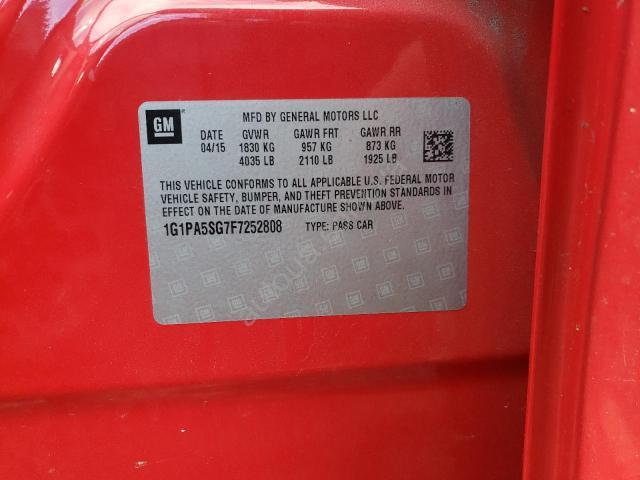 GM
MFD BY GENERAL MOTORS LLC
DATE GVWR GAWR FRT GAWR RR
04/15 1830 KG 957 KG 873 KG
4035 LB 2110 LB 1925 LB
THIS VEHICLE CONFORMS TO ALL APPLICABLE U.S. FEDERAL MOTOR
VEHICLE SAFETY, BUMPER, AND THEFT PREVENTION STANDARDS IN
EFFECT ON THE DATE OF MANUFACTURE SHOWN ABOVE.
1G1PA5SG7F7252808 TYPE: PASS CAR